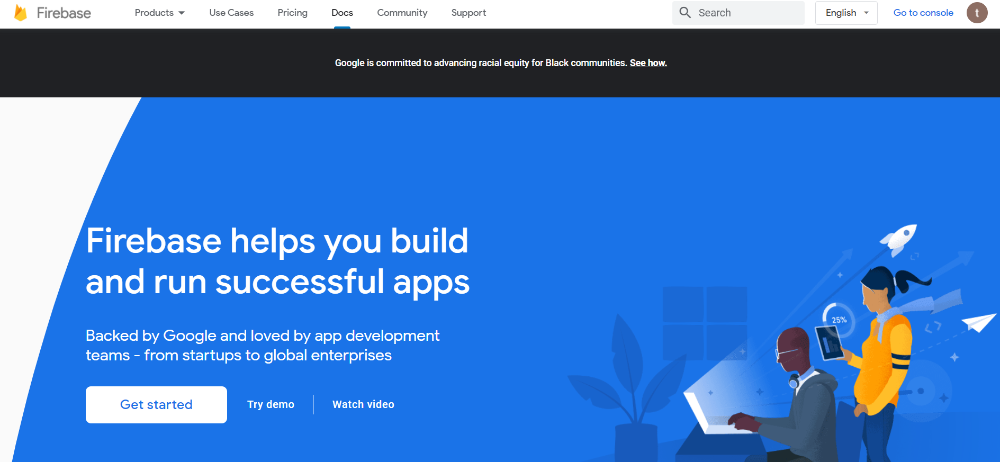 Firebase Products Use Cases Pricing Docs Community Support Search English Go to console t
Google is committed to advancing racial equity for Black communities. See how.
Firebase helps you build
and run successful apps
Backed by Google and loved by app development
teams - from startups to global enterprises
Get started Try demo Watch video
25%